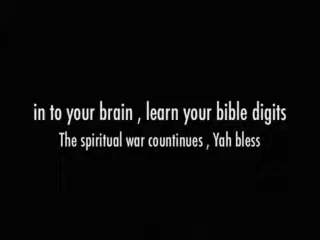 in to your brain , learn your bible digits
The spiritual war countinues , Yah bless